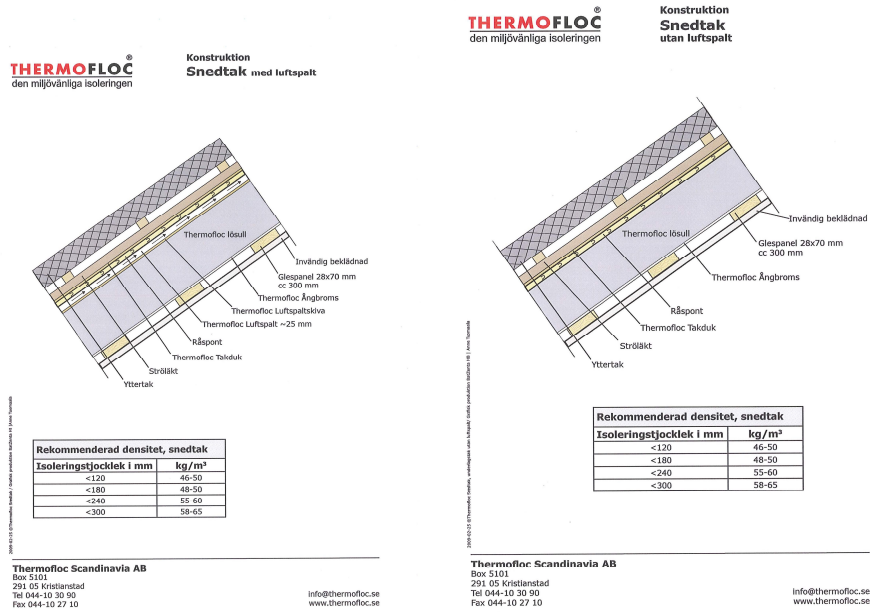 THERMOFLOC®
den miljövänliga isoleringen
Konstruktion
Snedtak med luftspalt
Thermofloc lösull
Invändig beklädnad
Glespanel 28x70 mm
cc 300 mm
Thermofloc Ångbroms
Thermofloc Luftspaltskiva
Thermofloc Luftspalt ~25 mm
Råspont
Thermofloc Takduk
Ströläkt
Yttertak
Rekommenderad densitet, snedtak
Isoleringstjocklek i mm kg/m³
<120 46-50
<180 48-50
<240 55-60
<300 58-65
Thermofloc Scandinavia AB
Box 5101
291 05 Kristianstad
Tel 044-10 30 90
Fax 044-10 27 10
info@thermofloc.se
www.thermofloc.se
THERMOFLOC®
den miljövänliga isoleringen
Konstruktion
Snedtak
utan luftspalt
Thermofloc lösull
Invändig beklädnad
Glespanel 28x70 mm
cc 300 mm
Thermofloc Ångbroms
Råspont
Thermofloc Takduk
Ströläkt
Yttertak
Rekommenderad densitet, snedtak
Isoleringstjocklek i mm kg/m³
<120 46-50
<180 48-50
<240 55-60
<300 58-65
Thermofloc Scandinavia AB
Box 5101
291 05 Kristianstad
Tel 044-10 30 90
Fax 044-10 27 10
info@thermofloc.se
www.thermofloc.se